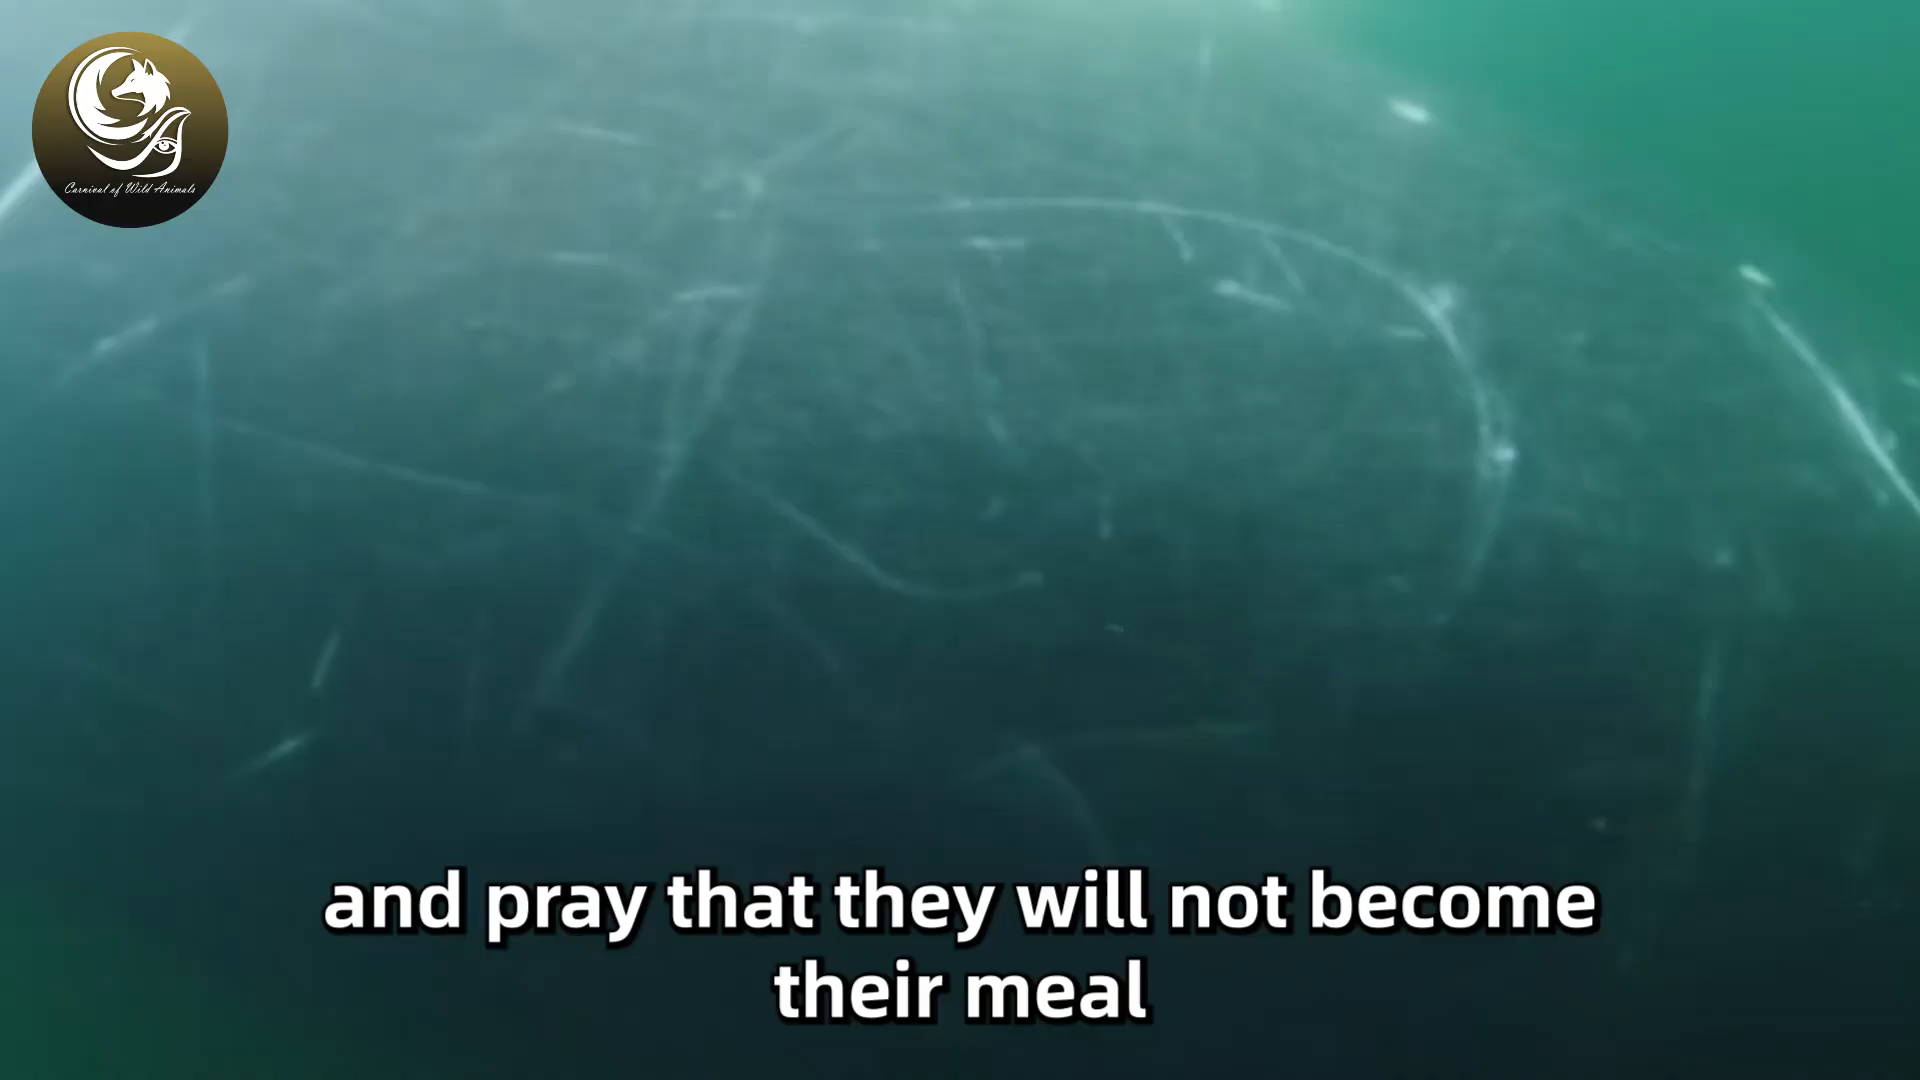 Carnival of Wild Animals
and pray that they will not become
their meal